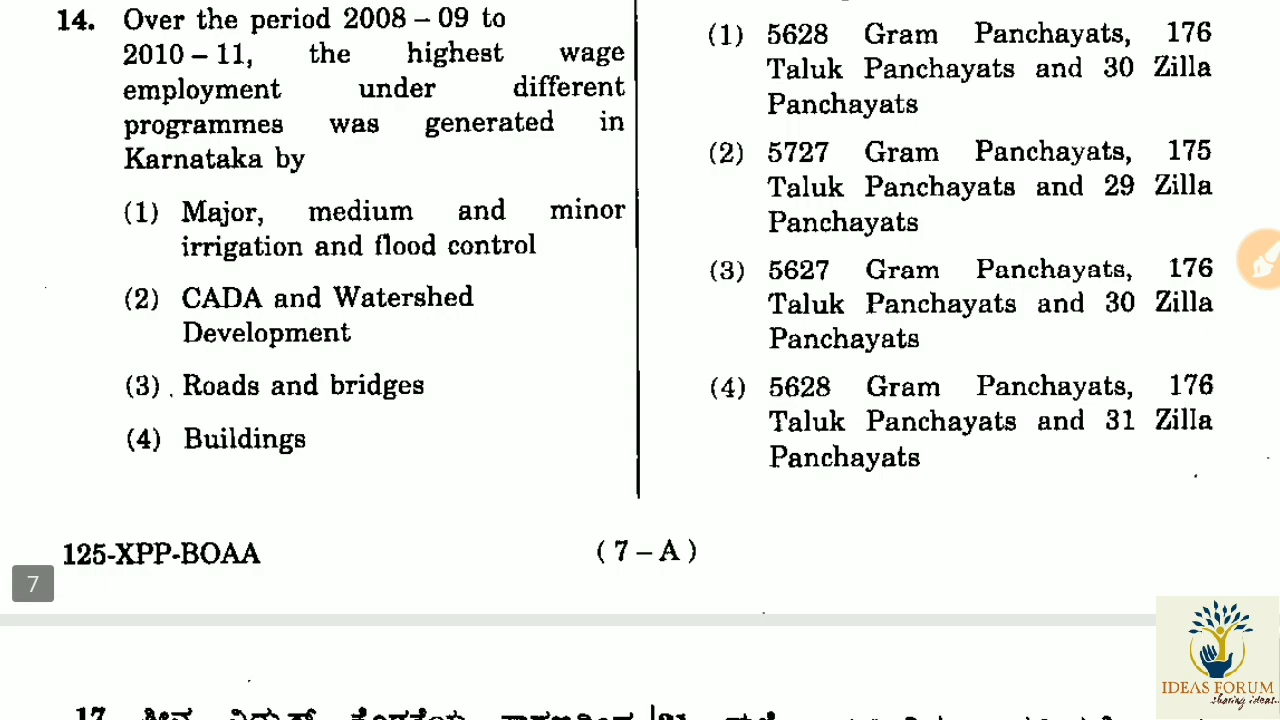 14. Over the period 2008 – 09 to
2010 – 11, the highest wage
employment under different
programmes was generated in
Karnataka by
(1) Major, medium and minor
irrigation and flood control
(2) CADA and Watershed
Development
(3) . Roads and bridges
(4) Buildings
(1) 5628 Gram Panchayats, 176
Taluk Panchayats and 30 Zilla
Panchayats
(2) 5727 Gram Panchayats, 175
Taluk Panchayats and 29 Zilla
Panchayats
(3) 5627 Gram Panchayats, 176
Taluk Panchayats and 30 Zilla
Panchayats
(4) 5628 Gram Panchayats, 176
Taluk Panchayats and 31 Zilla
Panchayats
125-XPP-BOAA
( 7 – A )
7
IDEAS FORUM
sharing ideas
17